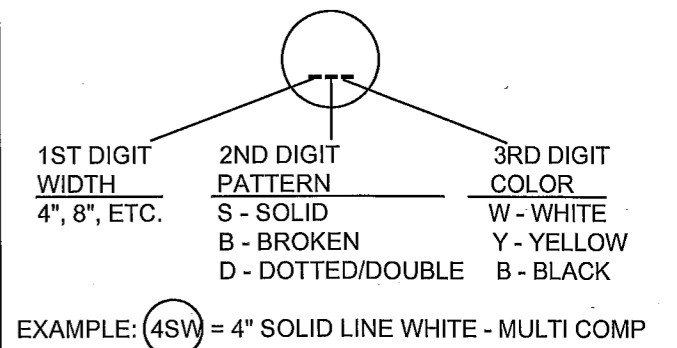 1ST DIGIT 2ND DIGIT 3RD DIGIT
WIDTH PATTERN COLOR
4", 8", ETC. S - SOLID W - WHITE
B - BROKEN Y - YELLOW
D - DOTTED/DOUBLE B - BLACK
EXAMPLE: 4SW = 4" SOLID LINE WHITE - MULTI COMP